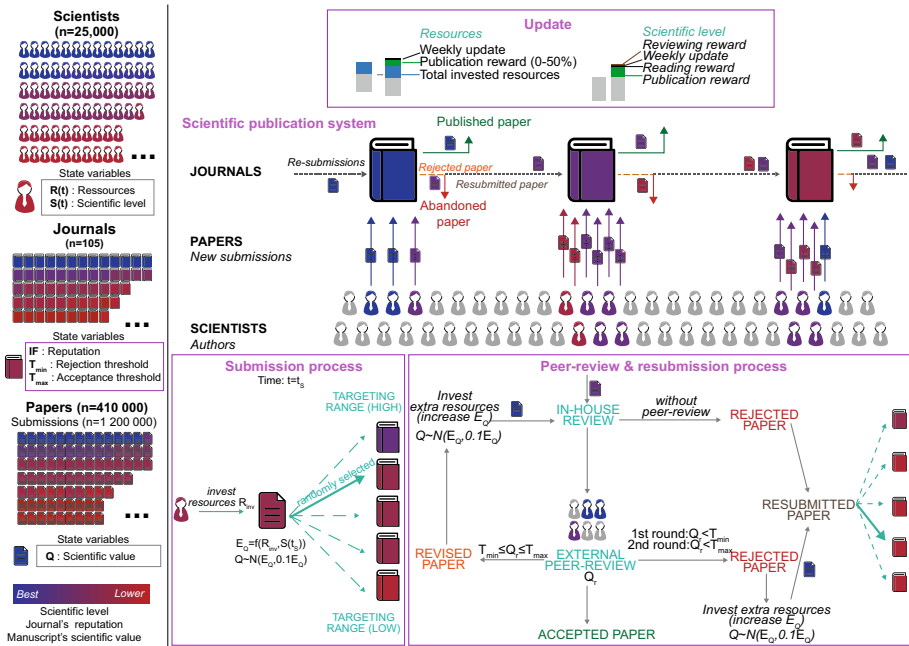 Scientists
(n=25,000)
...
State variables
R(t) : Ressources
S(t) : Scientific level
Journals
(n=105)
...
State variables
IF : Reputation
Tmin : Rejection threshold
Tmax : Acceptance threshold
Papers (n=410 000)
Submissions (n=1 200 000)
...
State variables
Q : Scientific value
Best
Lower
Scientific level
Journal's reputation
Manuscript's scientific value
Update
Resources
Weekly update
Publication reward (0-50%)
Total invested resources
Scientific level
Reviewing reward
Weekly update
Reading reward
Publication reward
Scientific publication system
Published paper
JOURNALS
Re-submissions
Rejected paper
Resubmitted paper
Abandoned
paper
PAPERS
New submissions
SCIENTISTS
Authors
Submission process
Time: t=tS
TARGETING
RANGE (HIGH)
randomly selected
invest
resources Rinv
EQ=f(Rinv,S(tS))
Q~N(EQ,0.1EQ)
TARGETING
RANGE (LOW)
Peer-review & resubmission process
Invest
extra resources
(increase EQ)
Q~N(EQ,0.1EQ)
IN-HOUSE
REVIEW
without
peer-review
REJECTED
PAPER
RESUBMITTED
PAPER
REVISED
PAPER
Tmin≤Qr≤Tmax
EXTERNAL
PEER-REVIEW
Qr
1st round:Qr<Tmin
2nd round:Qr<Tmax
REJECTED
PAPER
Invest extra resources
(increase EQ)
Q~N(EQ,0.1EQ)
ACCEPTED PAPER